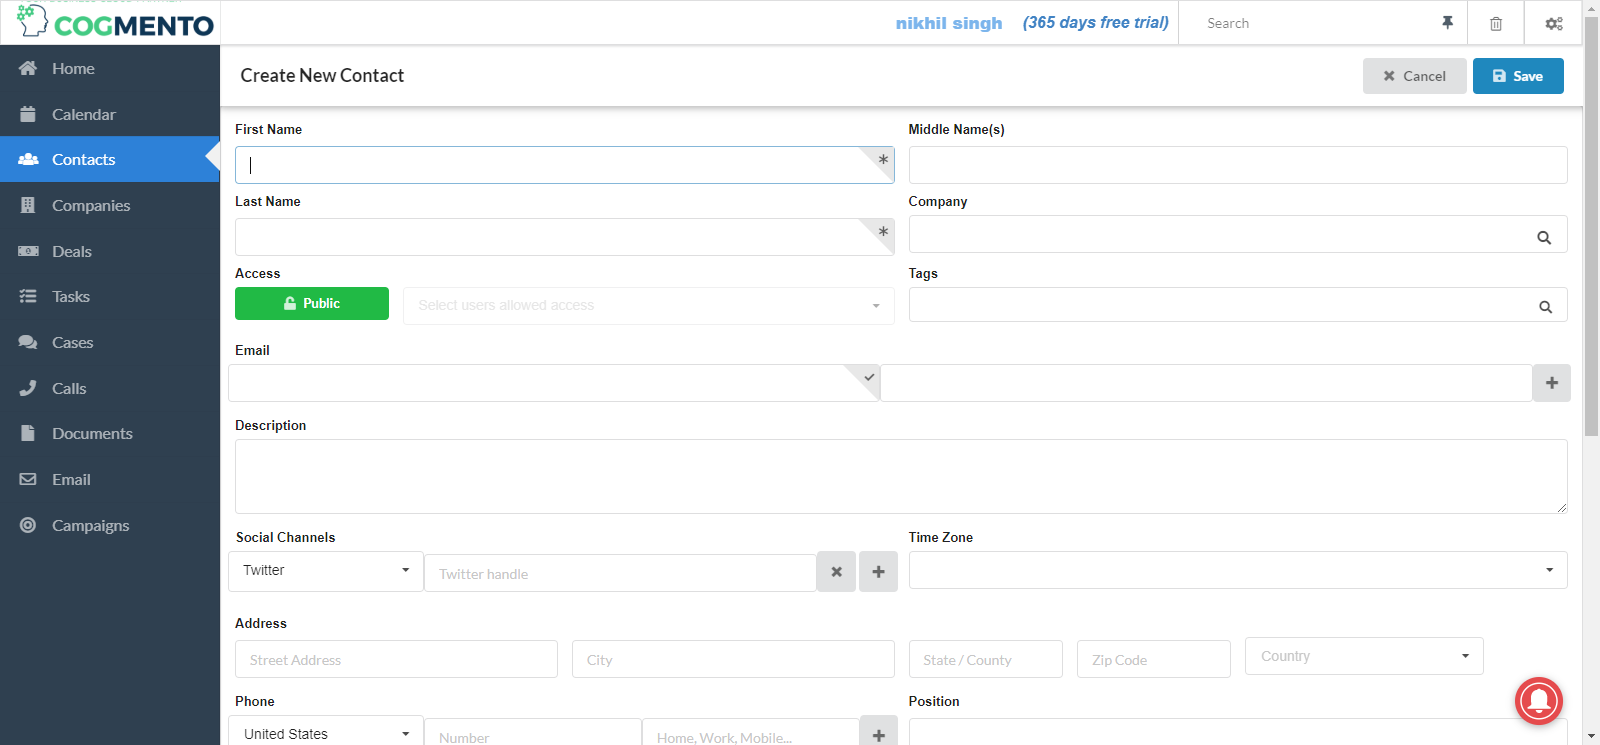 COGMENTO
nikhil singh
(365 days free trial)
Search
Home
Calendar
Contacts
Companies
Deals
Tasks
Cases
Calls
Documents
Email
Campaigns
Create New Contact
Cancel
Save
First Name
Middle Name(s)
Last Name
Company
Access
Tags
Public
Select users allowed access
Email
Description
Social Channels
Time Zone
Twitter
Twitter handle
Address
Street Address
City
State / County
Zip Code
Country
Phone
Position
United States
Number
Home, Work, Mobile...